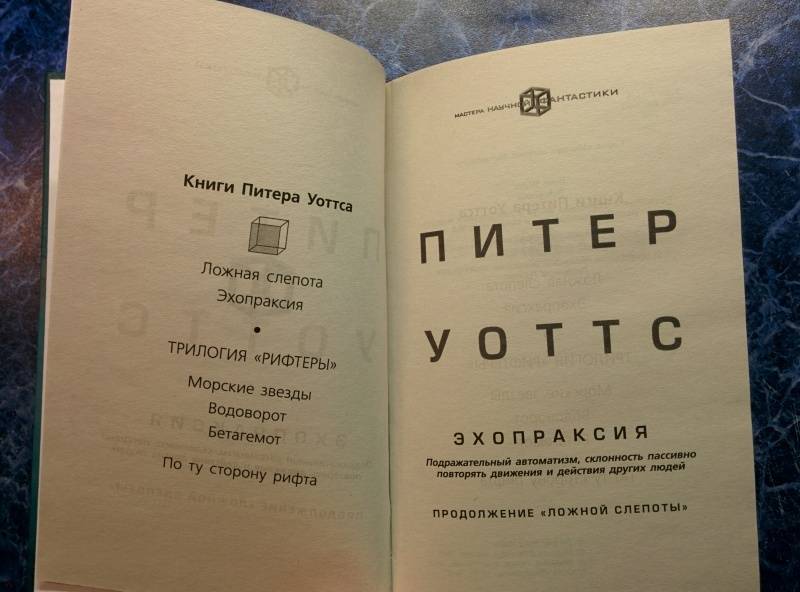 Книги Питера Уоттса
Ложная слепота
Эхопраксия
•
ТРИЛОГИЯ «РИФТЕРЫ»
Морские звезды
Водоворот
Бетагемот
По ту сторону рифта
МАСТЕРА НАУЧНОЙ ФАНТАСТИКИ
ПИТЕР
УОТТС
ЭХОПРАКСИЯ
Подражательный автоматизм, склонность пассивно
повторять движения и действия других людей
ПРОДОЛЖЕНИЕ «ЛОЖНОЙ СЛЕПОТЫ»